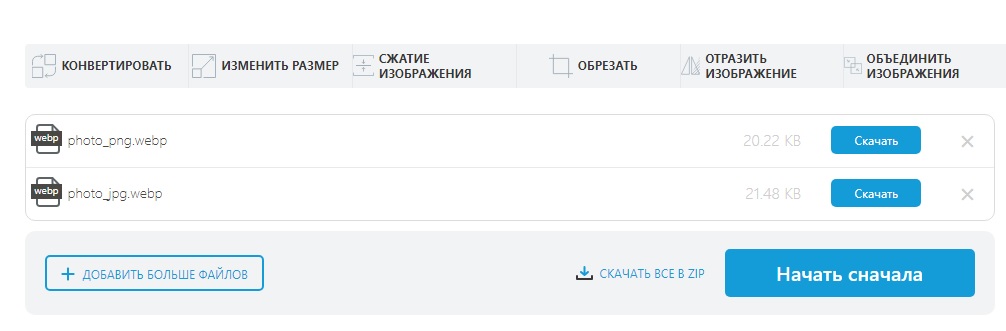 КОНВЕРТИРОВАТЬ
ИЗМЕНИТЬ РАЗМЕР
СЖАТИЕ
ИЗОБРАЖЕНИЯ
ОБРЕЗАТЬ
ОТРАЗИТЬ
ИЗОБРАЖЕНИЕ
ОБЪЕДИНИТЬ
ИЗОБРАЖЕНИЯ
webp photo_png.webp 20.22 KB Скачать
webp photo_jpg.webp 21.48 KB Скачать
ДОБАВИТЬ БОЛЬШЕ ФАЙЛОВ СКАЧАТЬ ВСЕ В ZIP Начать сначала